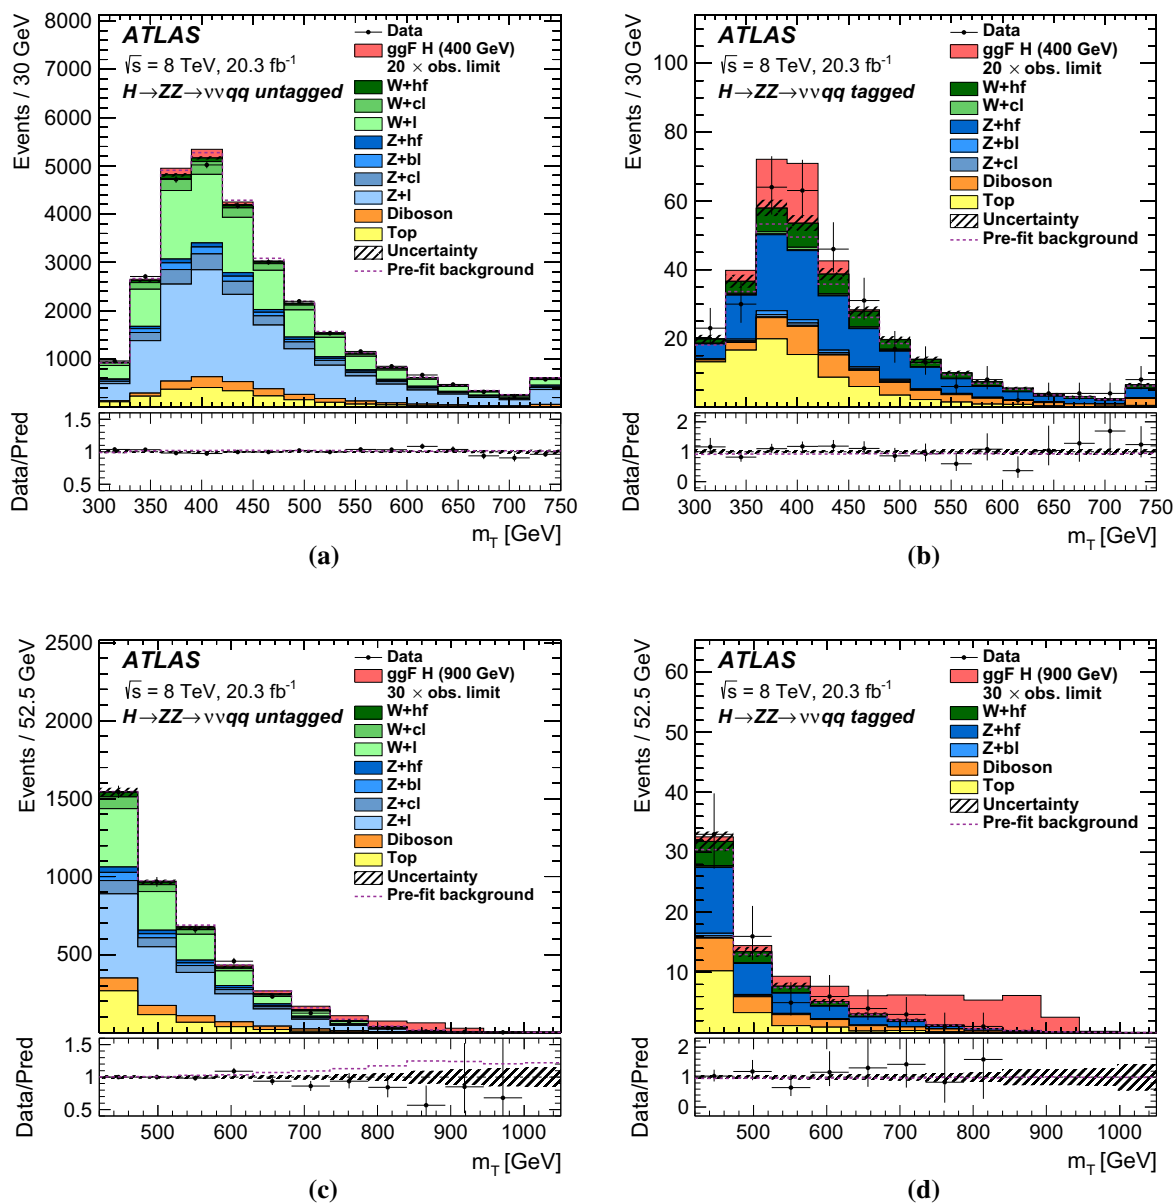 Events / 30 GeV
8000
7000
6000
5000
4000
3000
2000
1000
ATLAS
√s = 8 TeV, 20.3 fb⁻¹
H→ZZ→ννqq untagged
Data
ggF H (400 GeV)
20 × obs. limit
W+hf
W+cl
W+l
Z+hf
Z+bl
Z+cl
Z+l
Diboson
Top
Uncertainty
Pre-fit background
Data/Pred
1.5
1
0.5
300 350 400 450 500 550 600 650 700 750
m_T [GeV]
(a)
Events / 30 GeV
100
80
60
40
20
ATLAS
√s = 8 TeV, 20.3 fb⁻¹
H→ZZ→ννqq tagged
Data
ggF H (400 GeV)
20 × obs. limit
W+hf
W+cl
Z+hf
Z+bl
Z+cl
Diboson
Top
Uncertainty
Pre-fit background
Data/Pred
2
1
0
300 350 400 450 500 550 600 650 700 750
m_T [GeV]
(b)
Events / 52.5 GeV
2500
2000
1500
1000
500
ATLAS
√s = 8 TeV, 20.3 fb⁻¹
H→ZZ→ννqq untagged
Data
ggF H (900 GeV)
30 × obs. limit
W+hf
W+cl
W+l
Z+hf
Z+bl
Z+cl
Z+l
Diboson
Top
Uncertainty
Pre-fit background
Data/Pred
1.5
1
0.5
500 600 700 800 900 1000
m_T [GeV]
(c)
Events / 52.5 GeV
60
50
40
30
20
10
ATLAS
√s = 8 TeV, 20.3 fb⁻¹
H→ZZ→ννqq tagged
Data
ggF H (900 GeV)
30 × obs. limit
W+hf
Z+hf
Z+bl
Diboson
Top
Uncertainty
Pre-fit background
Data/Pred
2
1
0
500 600 700 800 900 1000
m_T [GeV]
(d)